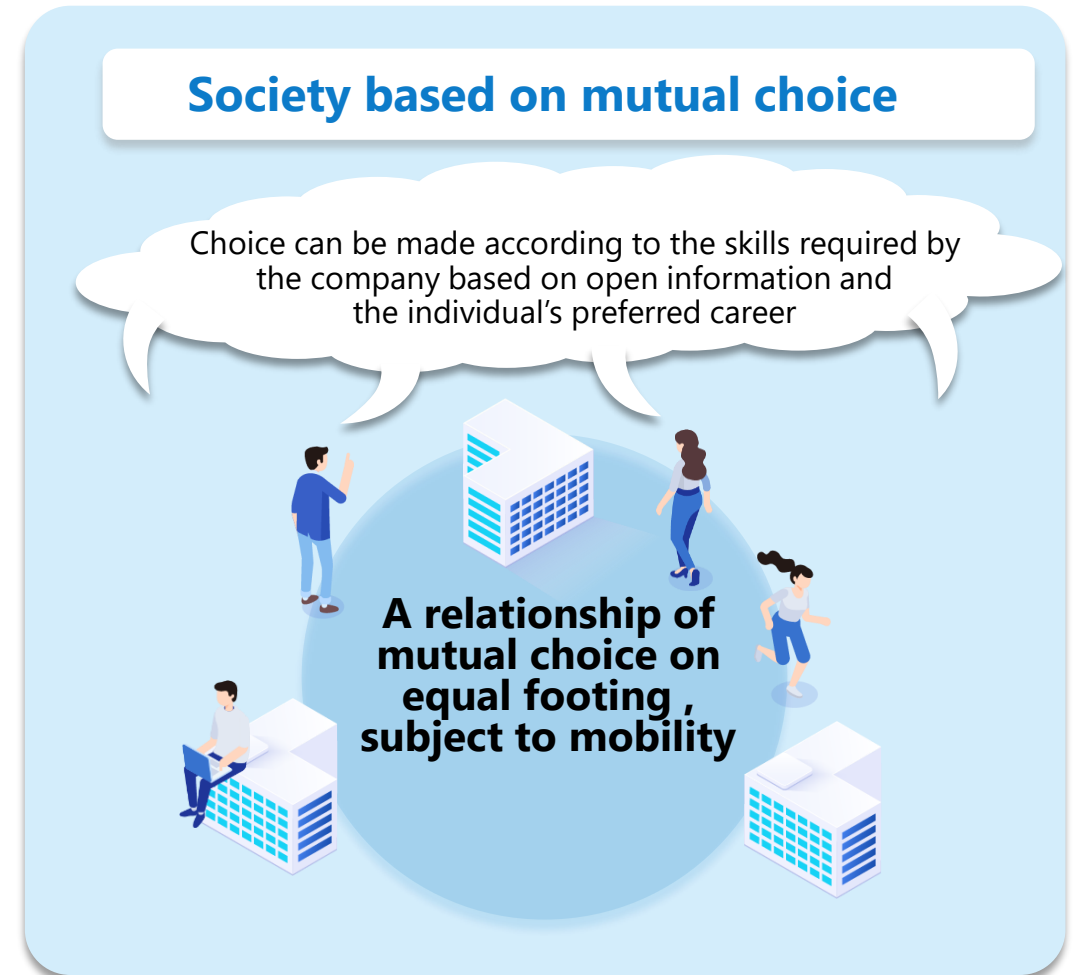 Society based on mutual choice
Choice can be made according to the skills required by
the company based on open information and
the individual’s preferred career
A relationship of
mutual choice on
equal footing ,
subject to mobility